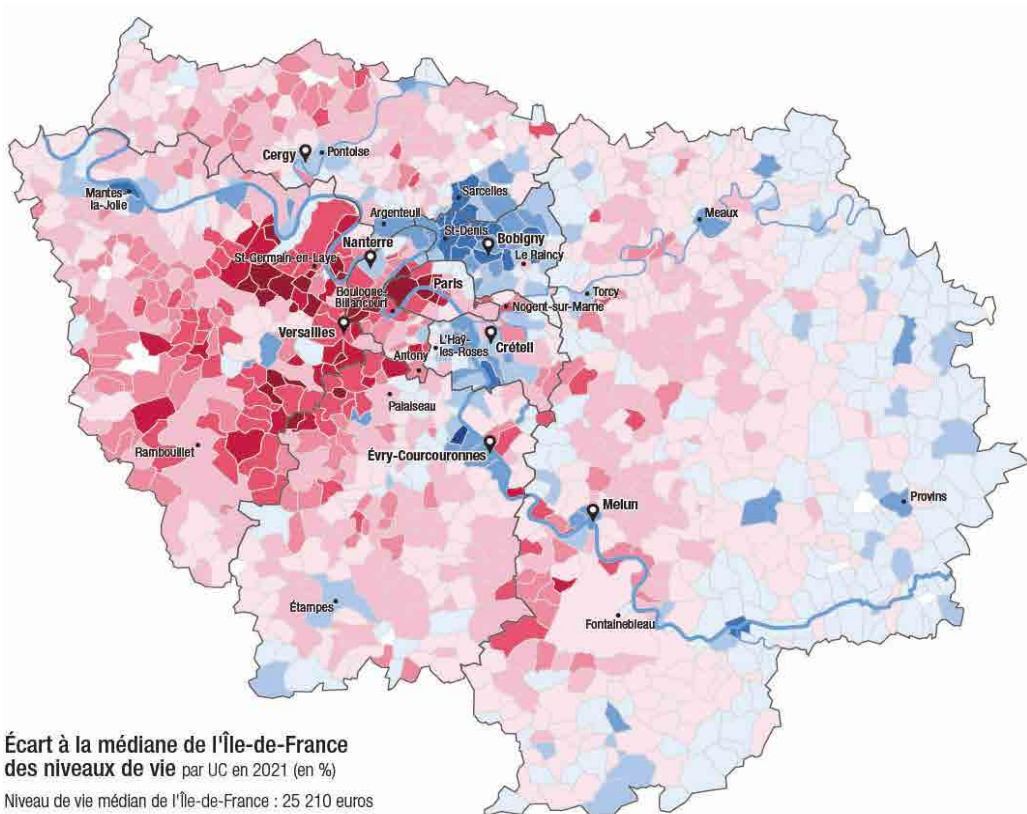 Cergy
Pontoise
Mantes-
la-Jolie
Sarcelles
Argenteuil
St-Denis
Bobigny
Meaux
Nanterre
St-Germain-en-Laye
Le Raincy
Paris
Boulogne-
Billancourt
Torcy
Nogent-sur-Marne
Versailles
L'Haÿ-
les-Roses
Créteil
Antony
Palaiseau
Rambouillet
Évry-Courcouronnes
Melun
Provins
Étampes
Fontainebleau
Écart à la médiane de l'Île-de-France
des niveaux de vie par UC en 2021 (en %)
Niveau de vie médian de l'Île-de-France : 25 210 euros